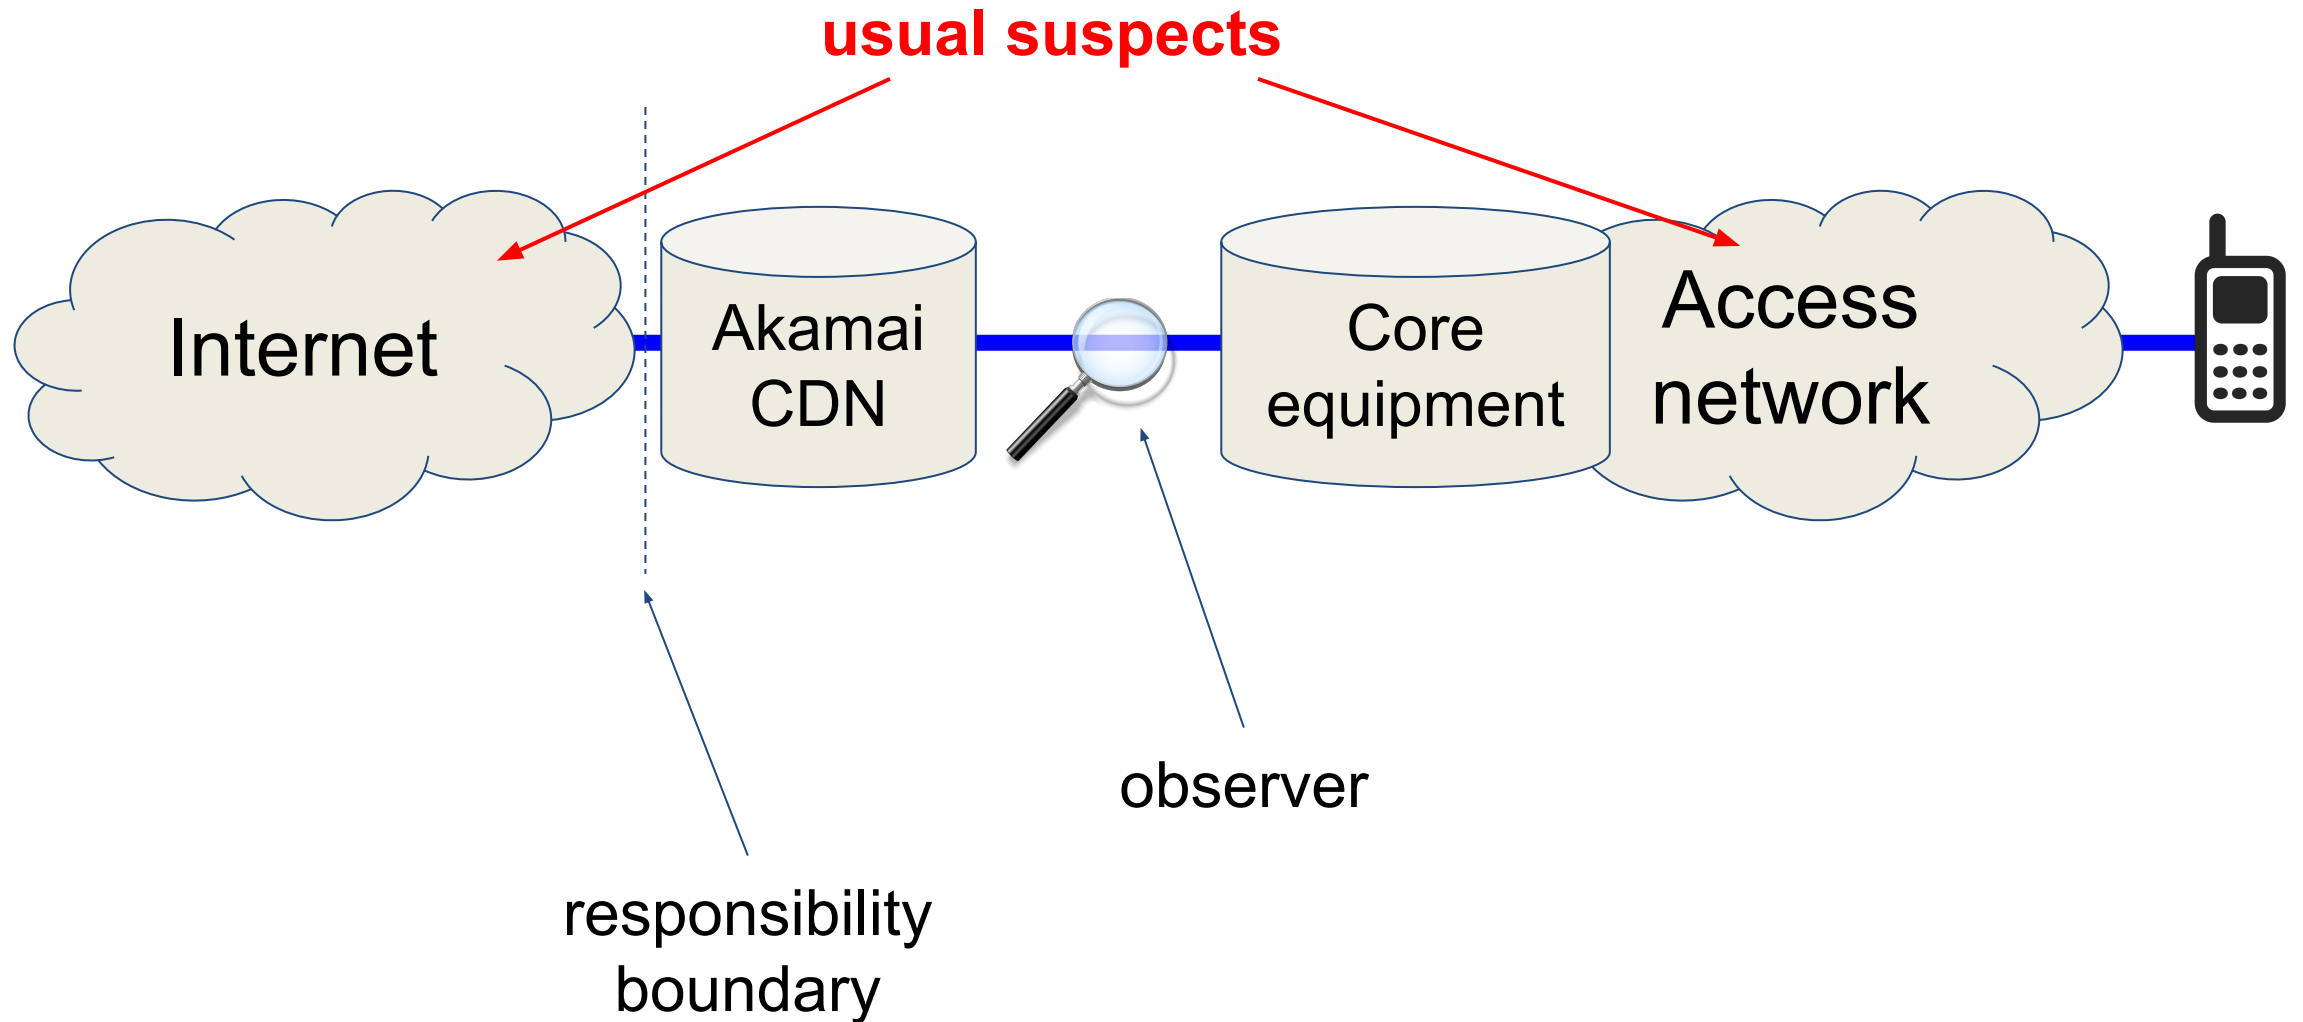 usual suspects
Internet
Akamai
CDN
Core
equipment
Access
network
observer
responsibility
boundary